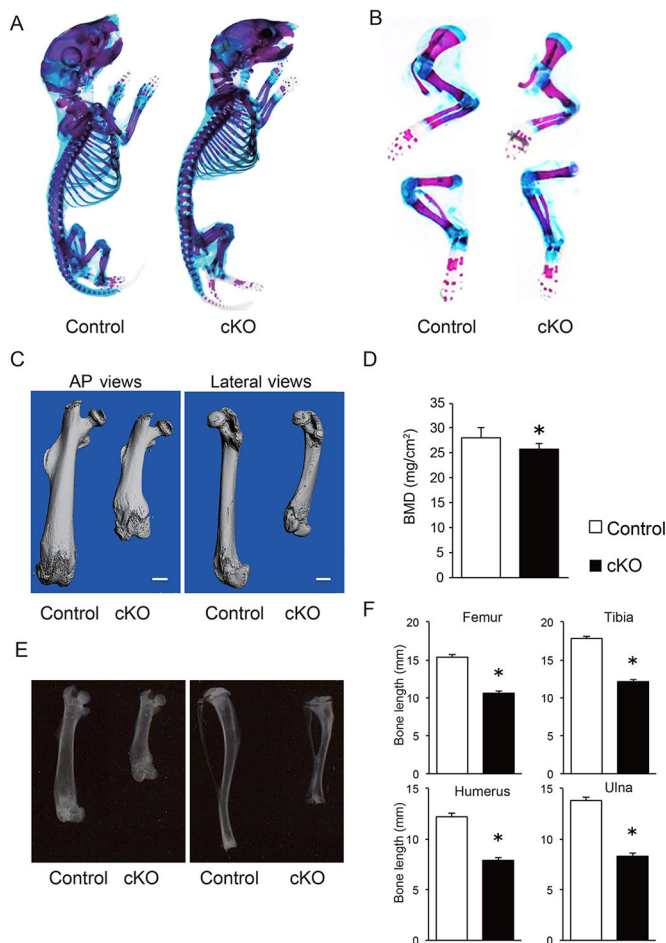 A
B
Control
cKO
Control
cKO
C
AP views
Lateral views
Control
cKO
Control
cKO
D
BMD (mg/cm²)
35
30
25
20
15
10
5
0
*
Control
cKO
E
Control
cKO
Control
cKO
F
Femur
Bone length (mm)
20
15
10
5
0
*
Tibia
20
15
10
5
0
*
Humerus
Bone length (mm)
15
10
5
0
*
Ulna
15
10
5
0
*